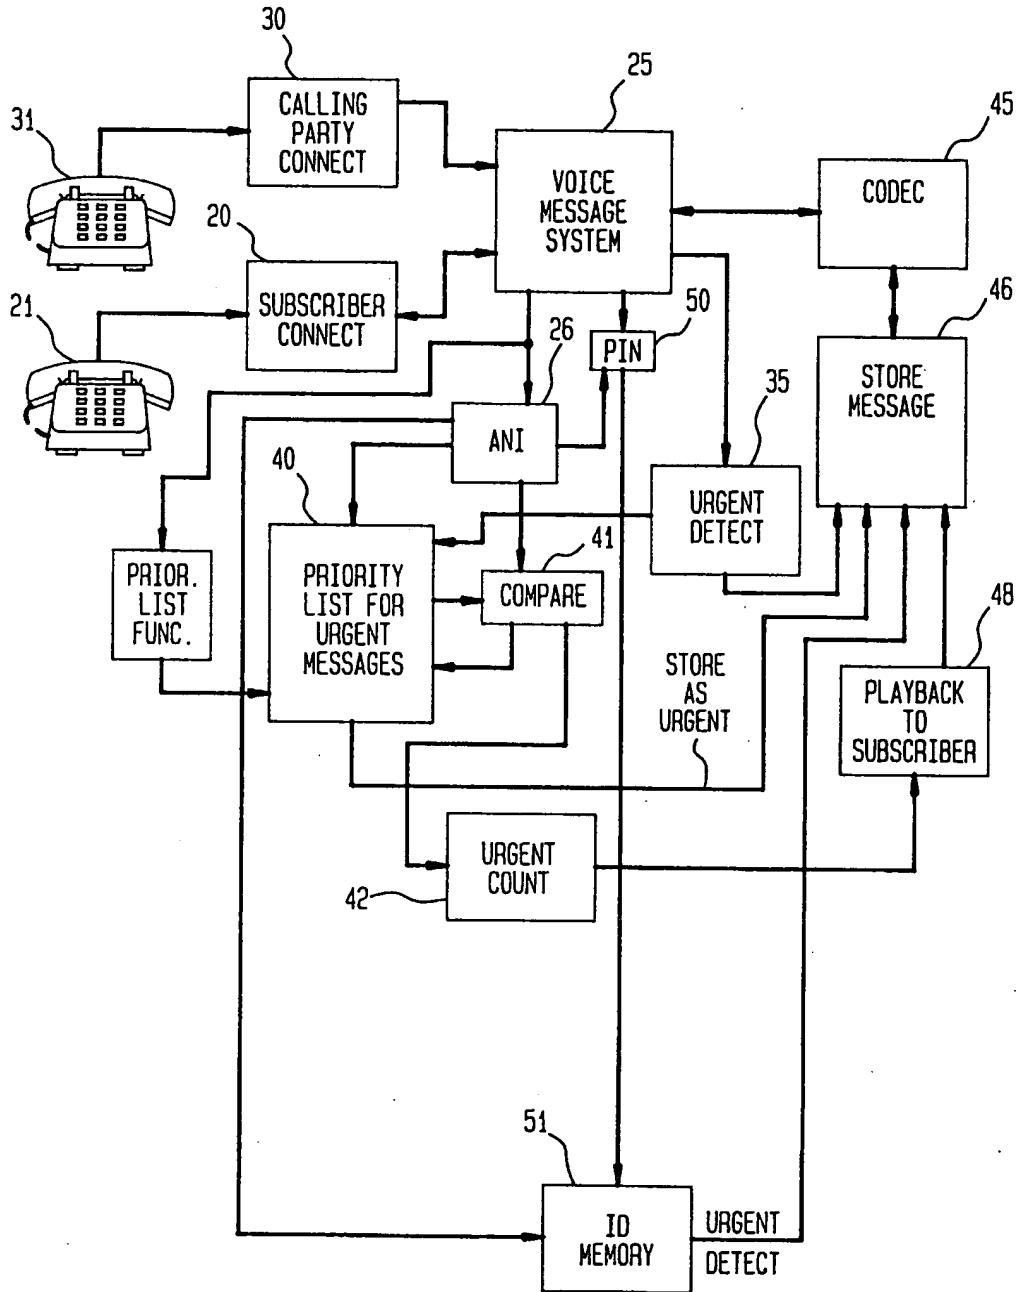 30
CALLING
PARTY
CONNECT
25
VOICE
MESSAGE
SYSTEM
45
CODEC
31
20
SUBSCRIBER
CONNECT
21
26
ANI
50
PIN
46
STORE
MESSAGE
35
URGENT
DETECT
40
PRIORITY
LIST FOR
URGENT
MESSAGES
41
COMPARE
PRIOR.
LIST
FUNC.
STORE
AS
URGENT
48
PLAYBACK
TO
SUBSCRIBER
URGENT
COUNT
42
51
ID
MEMORY
URGENT
DETECT